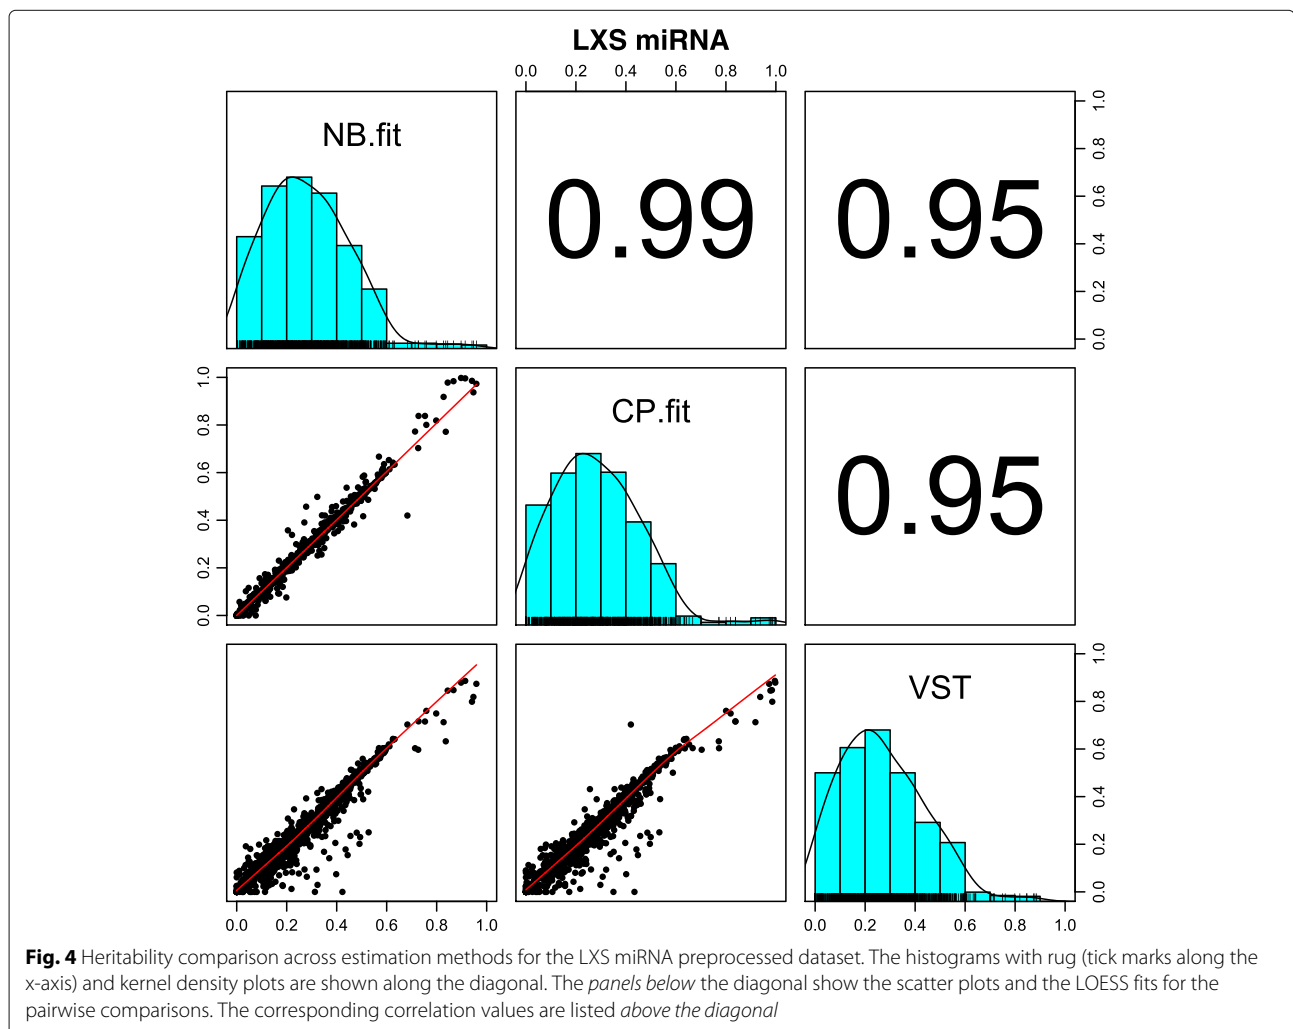 LXS miRNA
0.0 0.2 0.4 0.6 0.8 1.0
NB.fit
0.99
0.95
0.0 0.2 0.4 0.6 0.8 1.0
0.0 0.2 0.4 0.6 0.8 1.0
CP.fit
0.95
VST
0.0 0.2 0.4 0.6 0.8 1.0
0.0 0.2 0.4 0.6 0.8 1.0
0.0 0.2 0.4 0.6 0.8 1.0
Fig. 4 Heritability comparison across estimation methods for the LXS miRNA preprocessed dataset. The histograms with rug (tick marks along the
x-axis) and kernel density plots are shown along the diagonal. The panels below the diagonal show the scatter plots and the LOESS fits for the
pairwise comparisons. The corresponding correlation values are listed above the diagonal